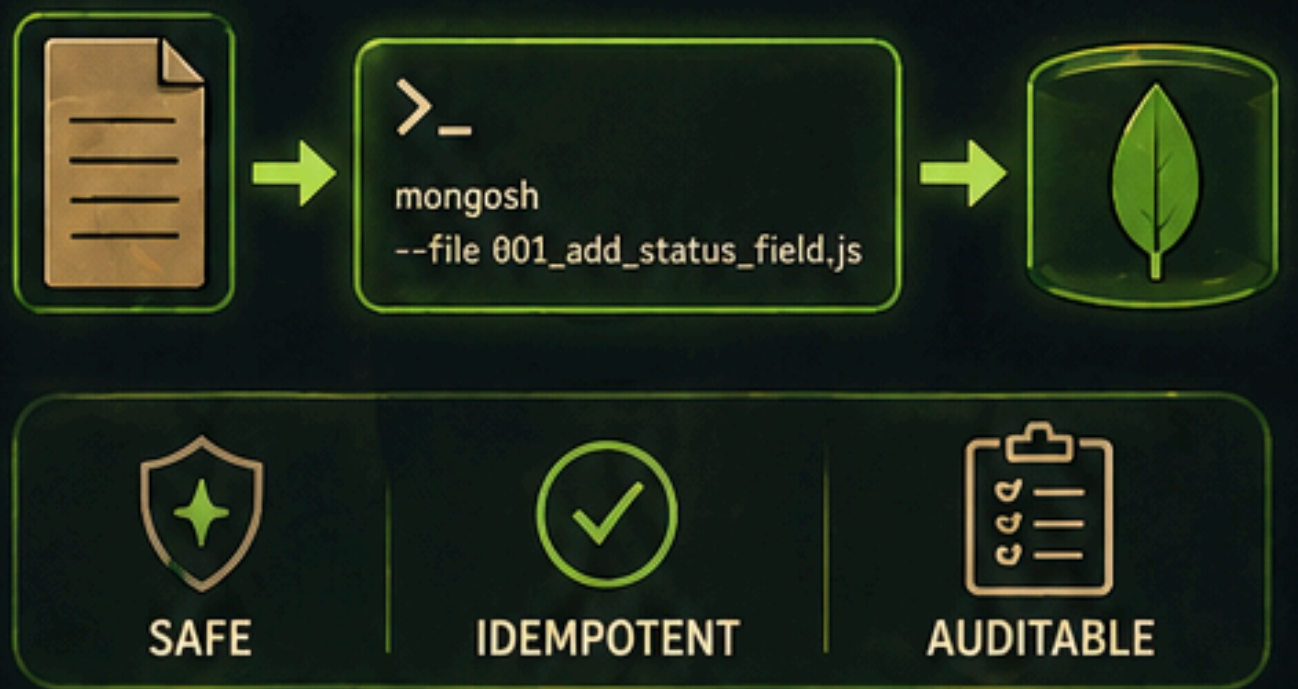 >_
mongosh
--file 001_add_status_field.js
SAFE
IDEMPOTENT
AUDITABLE